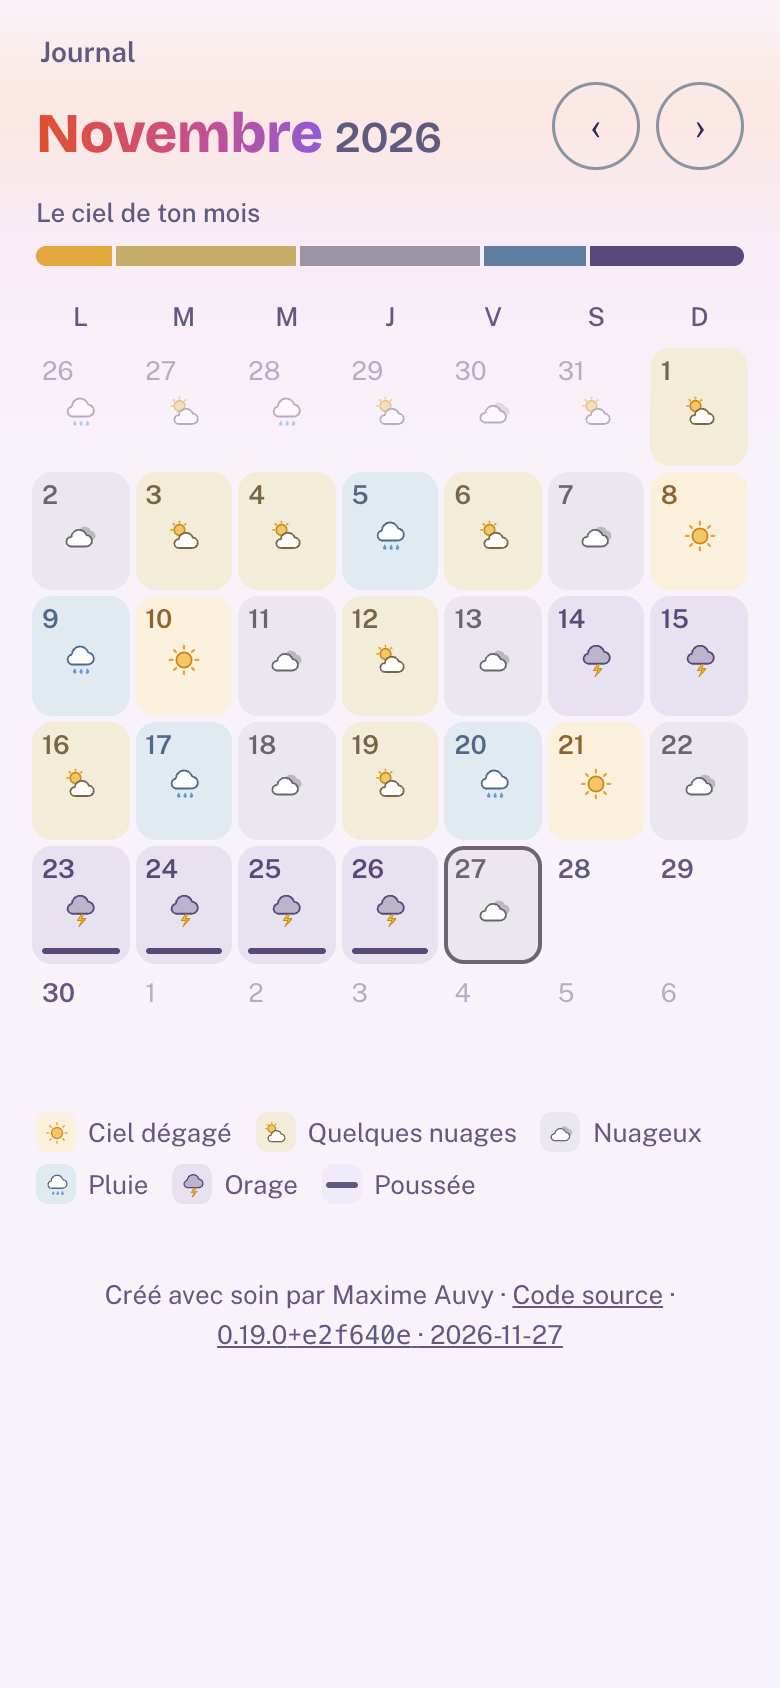 Journal
Novembre 2026
‹ ›
Le ciel de ton mois
L M M J V S D
26 27 28 29 30 31 1
2 3 4 5 6 7 8
9 10 11 12 13 14 15
16 17 18 19 20 21 22
23 24 25 26 27 28 29
30 1 2 3 4 5 6
Ciel dégagé Quelques nuages Nuageux
Pluie Orage Poussée
Créé avec soin par Maxime Auvy · Code source ·
0.19.0+e2f640e · 2026-11-27